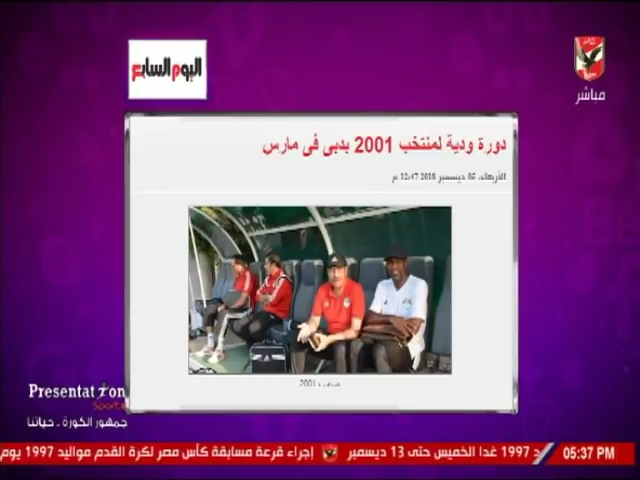 اليوم السابع
مباشر
دورة ودية لمنتخب 2001 بدبى فى مارس
الأربعاء، 05 ديسمبر 2018 12:47 م
2001
Presentation
Sports
جمهور الكورة .. حياتنا
د 1997 غدا الخميس حتى 13 ديسمبر إجراء قرعة مسابقة كأس مصر لكرة القدم مواليد 1997 يوم
05:37 PM